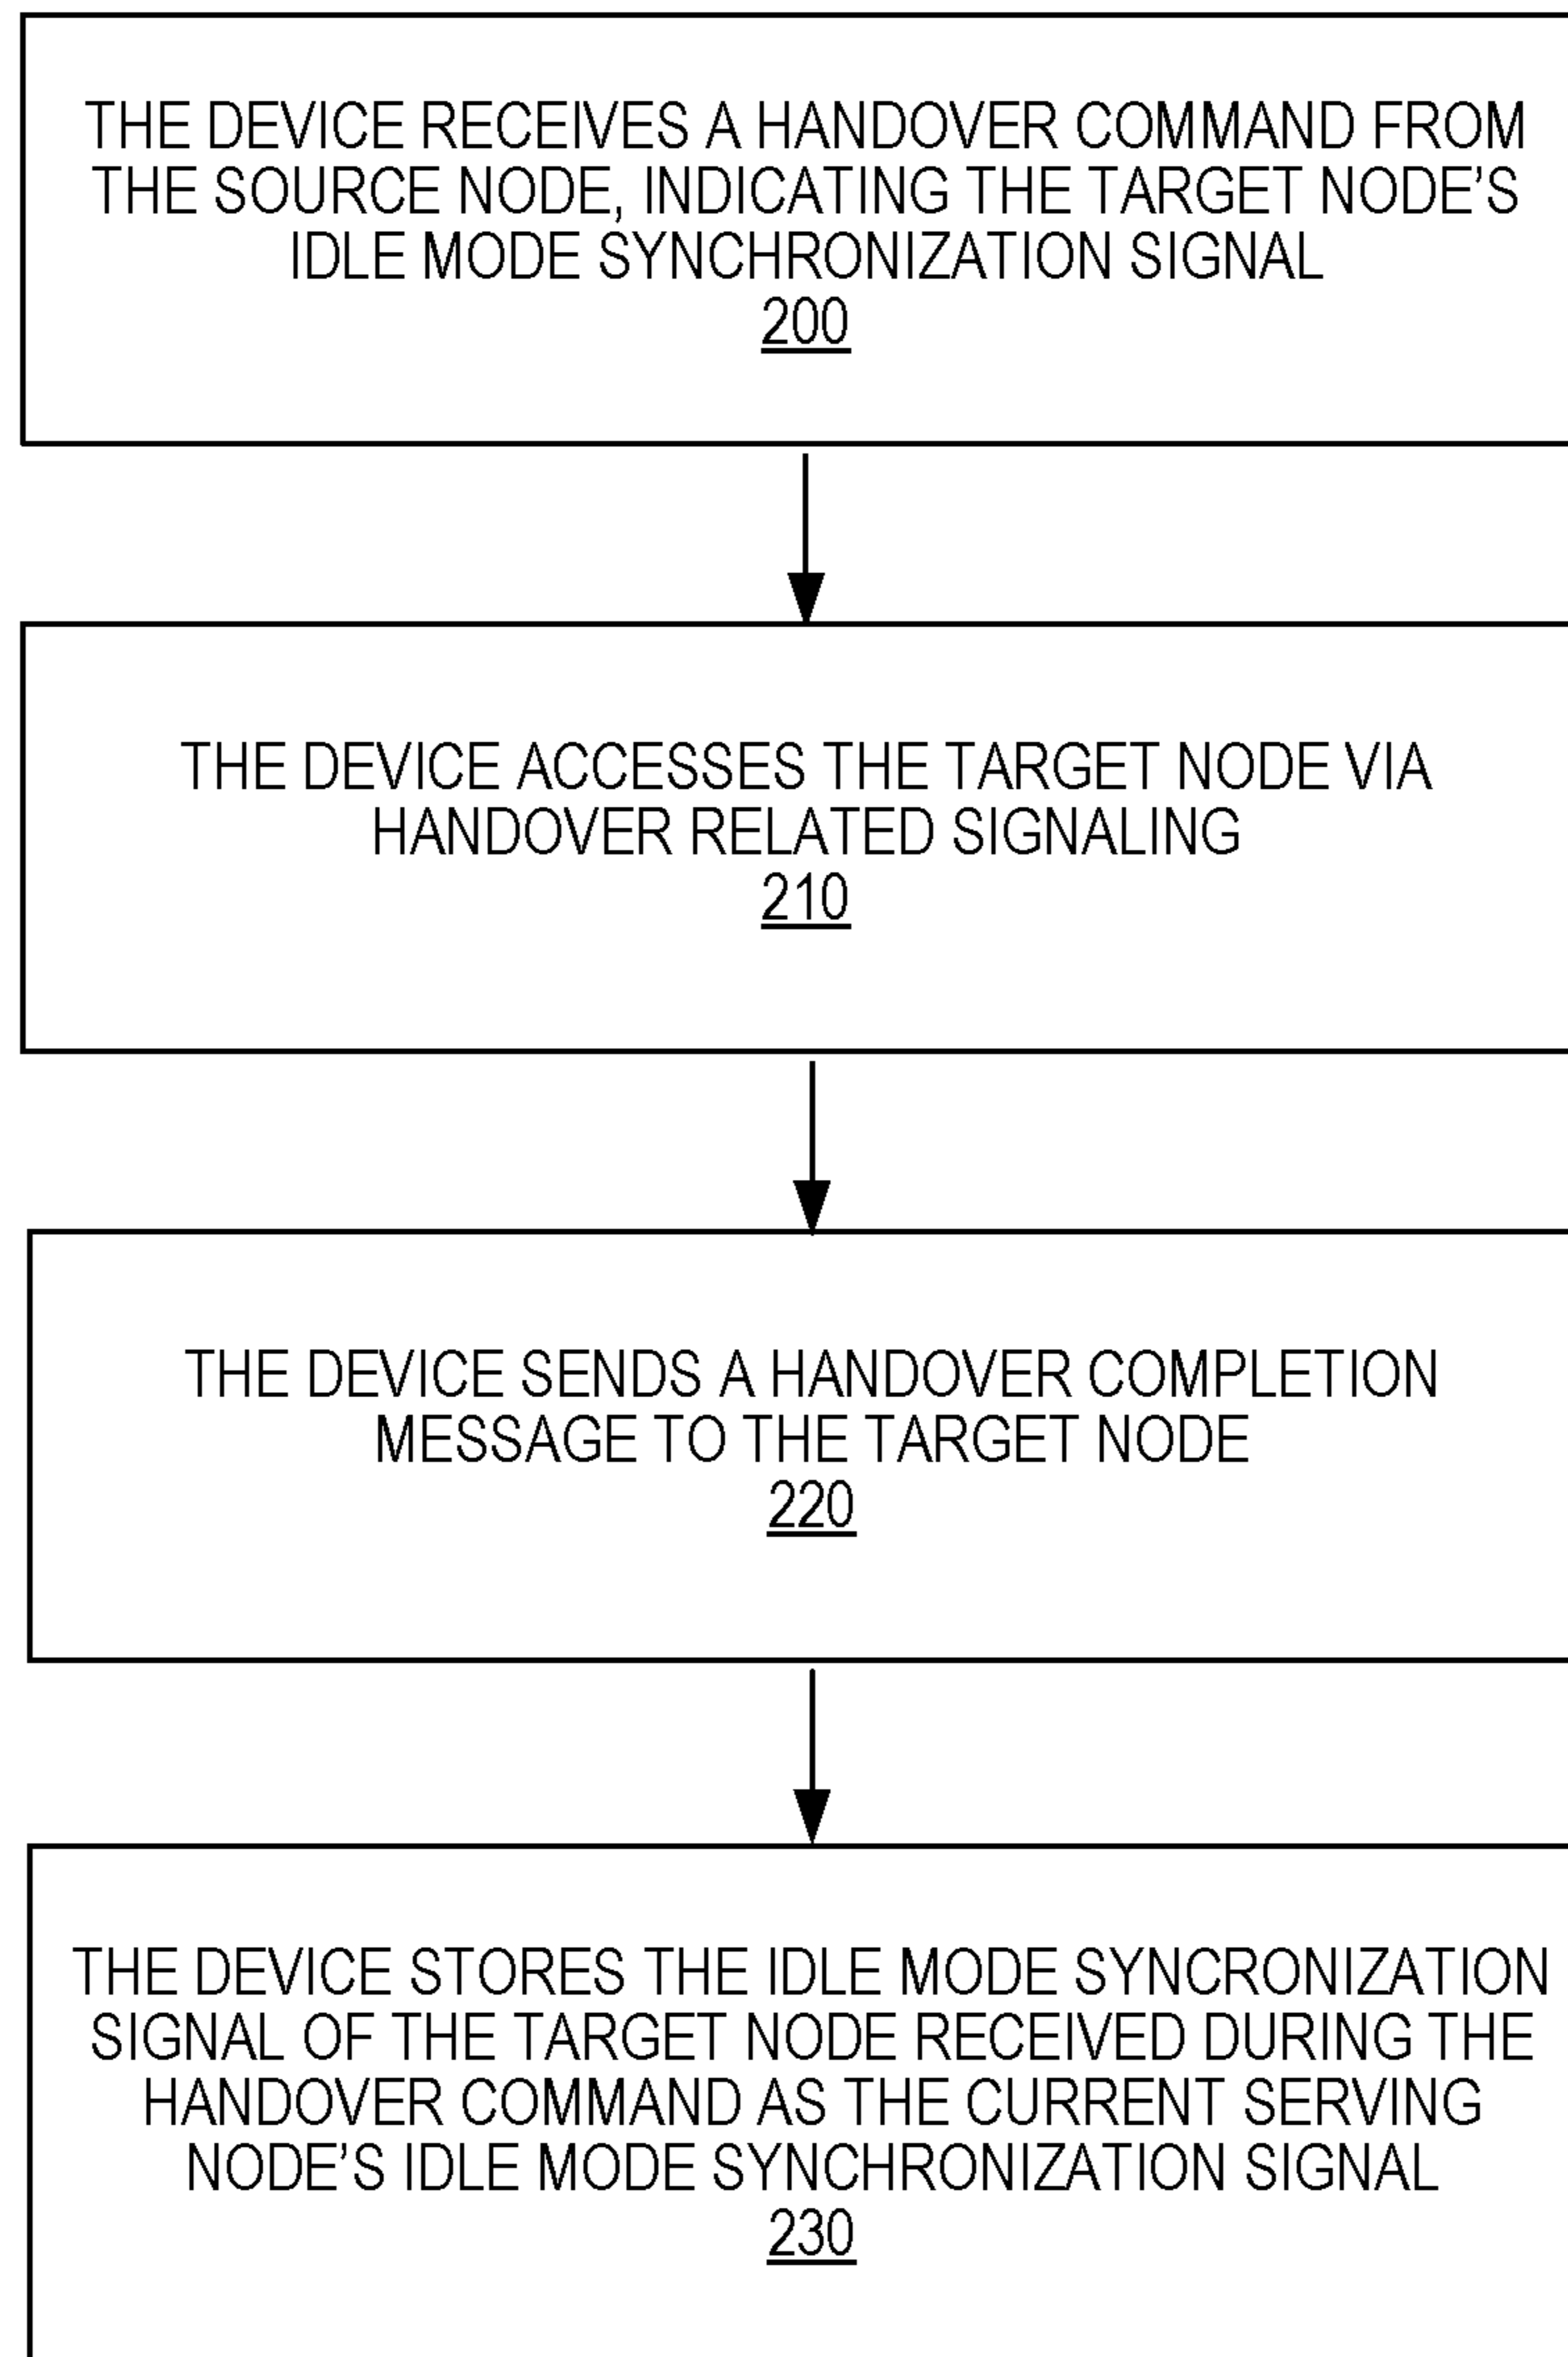 THE DEVICE RECEIVES A HANDOVER COMMAND FROM
THE SOURCE NODE, INDICATING THE TARGET NODE'S
IDLE MODE SYNCHRONIZATION SIGNAL
200
THE DEVICE ACCESSES THE TARGET NODE VIA
HANDOVER RELATED SIGNALING
210
THE DEVICE SENDS A HANDOVER COMPLETION
MESSAGE TO THE TARGET NODE
220
THE DEVICE STORES THE IDLE MODE SYNCRONIZATION
SIGNAL OF THE TARGET NODE RECEIVED DURING THE
HANDOVER COMMAND AS THE CURRENT SERVING
NODE'S IDLE MODE SYNCHRONIZATION SIGNAL
230